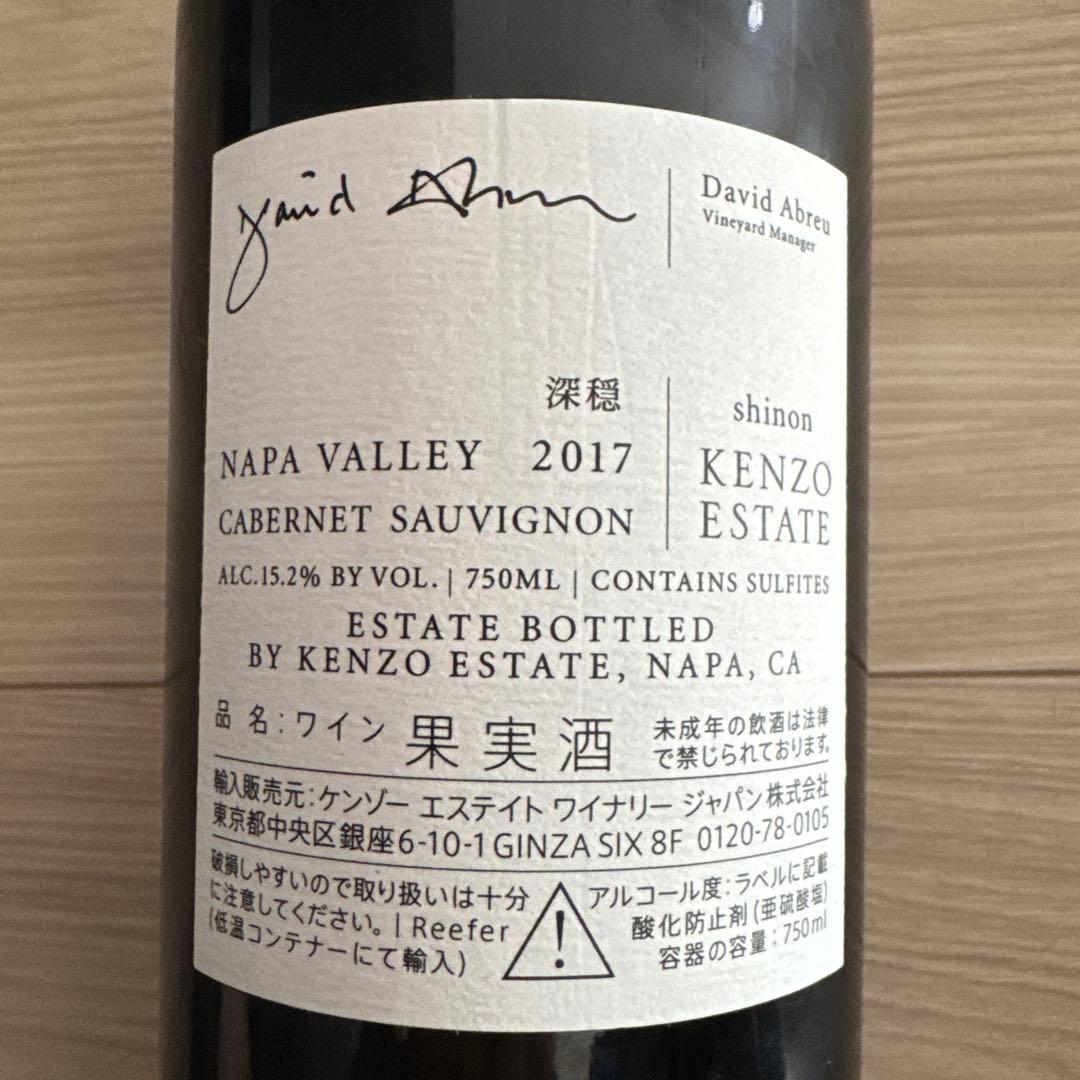 David Abreu
David Abreu
Vineyard Manager
深穏
NAPA VALLEY 2017
CABERNET SAUVIGNON
shinon
KENZO
ESTATE
ALC.15.2% BY VOL. | 750ML | CONTAINS SULFITES
ESTATE BOTTLED
BY KENZO ESTATE, NAPA, CA
品 名：ワイン 果実酒
未成年の飲酒は法律
で禁じられております。
輸入販売元：ケンゾー エステイト ワイナリー ジャパン株式会社
東京都中央区銀座6-10-1 GINZA SIX 8F 0120-78-0105
破損しやすいので取り扱いは十分
に注意してください。 | Reefer
(低温コンテナーにて輸入)
!
アルコール度：ラベルに記載
酸化防止剤(亜硫酸塩)
容器の容量：750ml